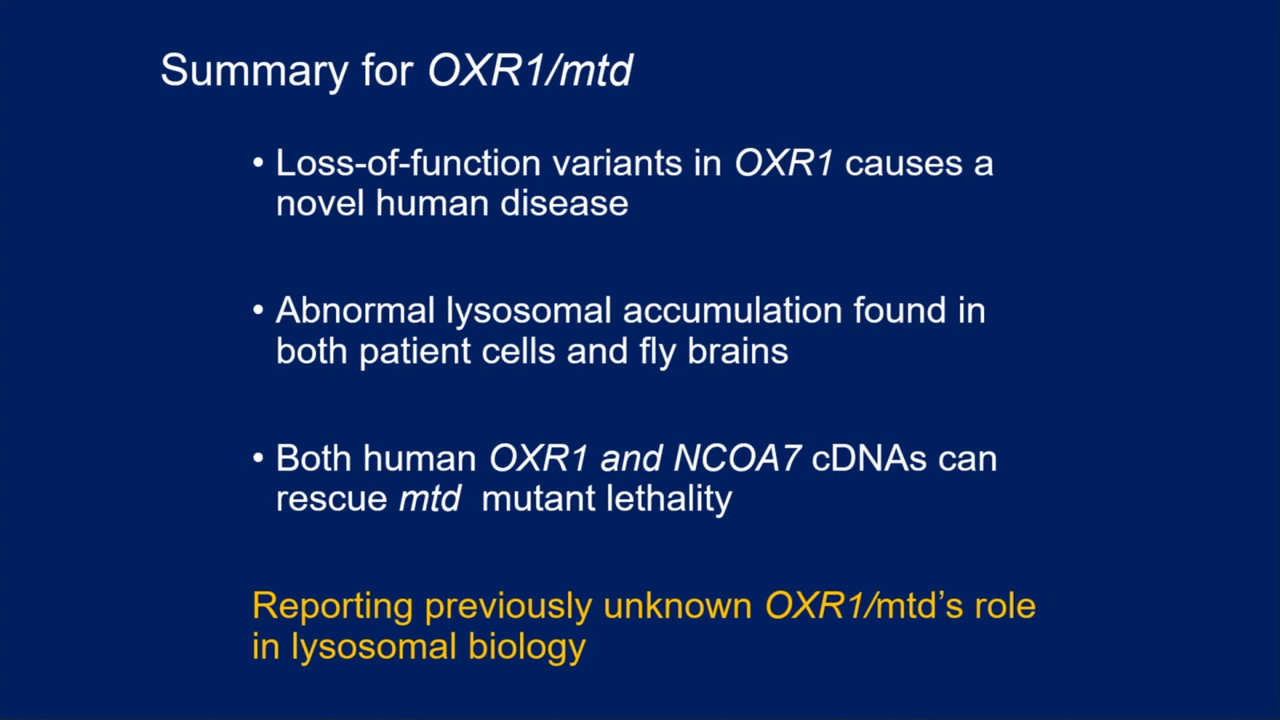 Summary for OXR1/mtd
• Loss-of-function variants in OXR1 causes a
novel human disease
• Abnormal lysosomal accumulation found in
both patient cells and fly brains
• Both human OXR1 and NCOA7 cDNAs can
rescue mtd mutant lethality
Reporting previously unknown OXR1/mtd’s role
in lysosomal biology